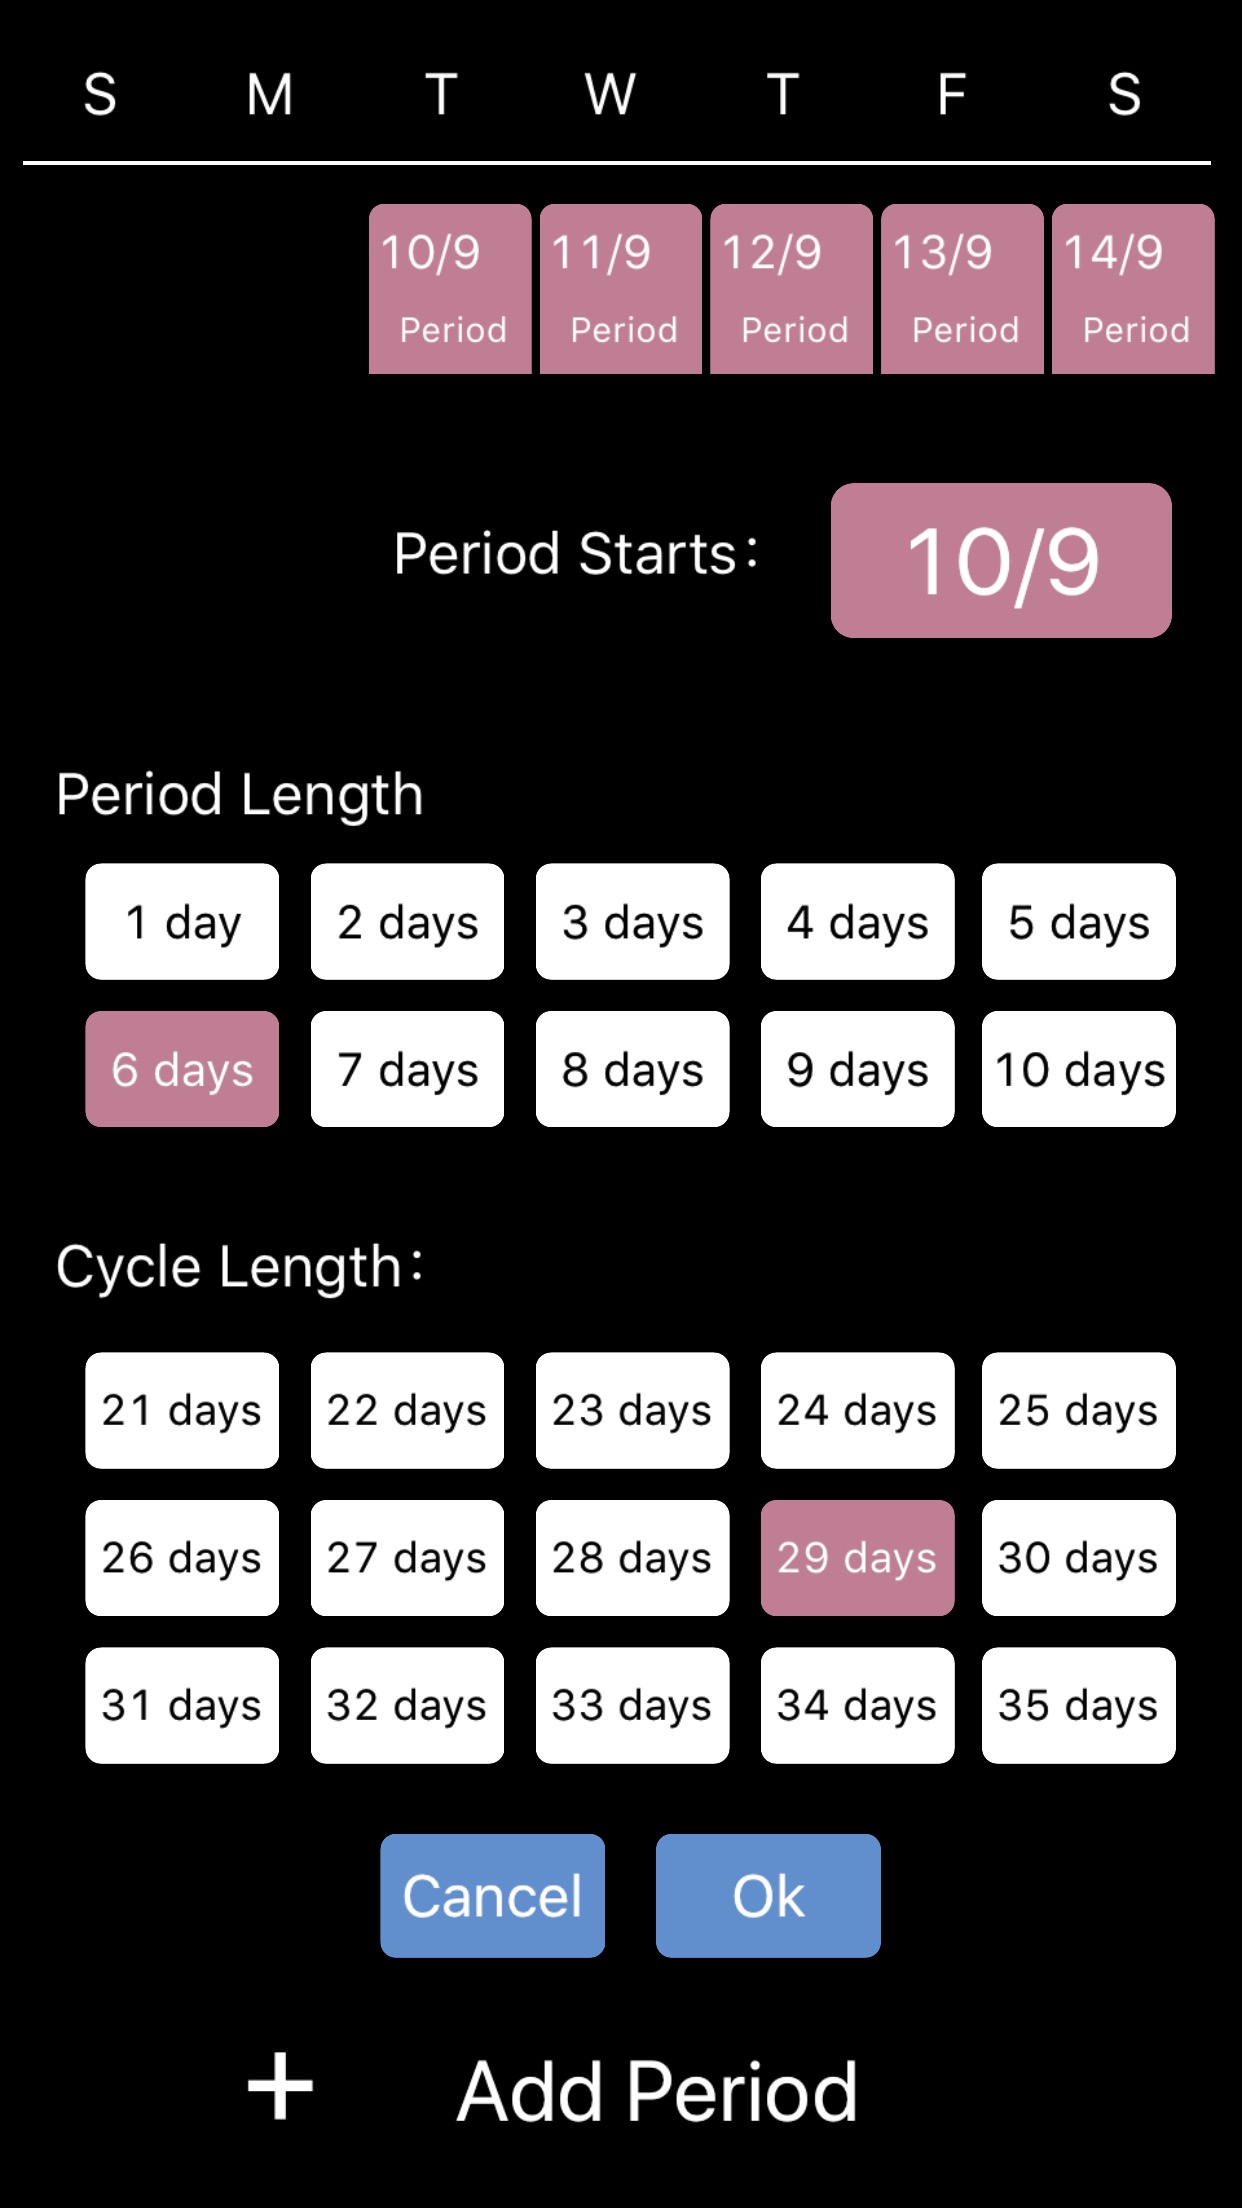 S M T W T F S
10/9 11/9 12/9 13/9 14/9
Period Period Period Period Period
Period Starts: 10/9
Period Length
1 day 2 days 3 days 4 days 5 days
6 days 7 days 8 days 9 days 10 days
Cycle Length:
21 days 22 days 23 days 24 days 25 days
26 days 27 days 28 days 29 days 30 days
31 days 32 days 33 days 34 days 35 days
Cancel Ok
+ Add Period